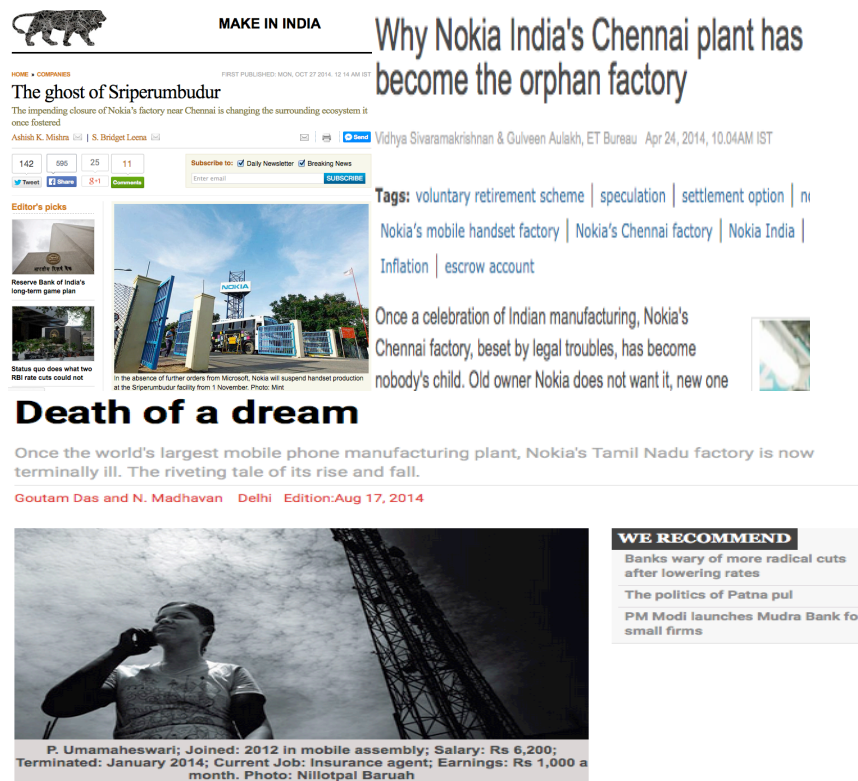 MAKE IN INDIA
HOME » COMPANIES
FIRST PUBLISHED: MON, OCT 27 2014. 12 14 AM IST
The ghost of Sriperumbudur
The impending closure of Nokia's factory near Chennai is changing the surrounding ecosystem it
once fostered
Ashish K. Mishra | S. Bridget Leena
Send
142 595 25 11
Tweet Share +1 Comments
Subscribe to: Daily Newsletter Breaking News
Enter email SUBSCRIBE
Editor's picks
Reserve Bank of India's
long-term game plan
Status quo does what two
RBI rate cuts could not
NOKIA
In the absence of further orders from Microsoft, Nokia will suspend handset production
at the Sriperumbudur facility from 1 November. Photo: Mint
Why Nokia India's Chennai plant has
become the orphan factory
Vidhya Sivaramakrishnan & Gulveen Aulakh, ET Bureau Apr 24, 2014, 10.04AM IST
Tags: voluntary retirement scheme | speculation | settlement option |
Nokia's mobile handset factory | Nokia's Chennai factory | Nokia India |
Inflation | escrow account
Once a celebration of Indian manufacturing, Nokia's
Chennai factory, beset by legal troubles, has become
nobody's child. Old owner Nokia does not want it, new one
Death of a dream
Once the world's largest mobile phone manufacturing plant, Nokia's Tamil Nadu factory is now
terminally ill. The riveting tale of its rise and fall.
Goutam Das and N. Madhavan Delhi Edition:Aug 17, 2014
P. Umamaheswari; Joined: 2012 in mobile assembly; Salary: Rs 6,200;
Terminated: January 2014; Current Job: Insurance agent; Earnings: Rs 1,000 a
month. Photo: Nillotpal Baruah
WE RECOMMEND
Banks wary of more radical cuts
after lowering rates
The politics of Patna pul
PM Modi launches Mudra Bank fo
small firms